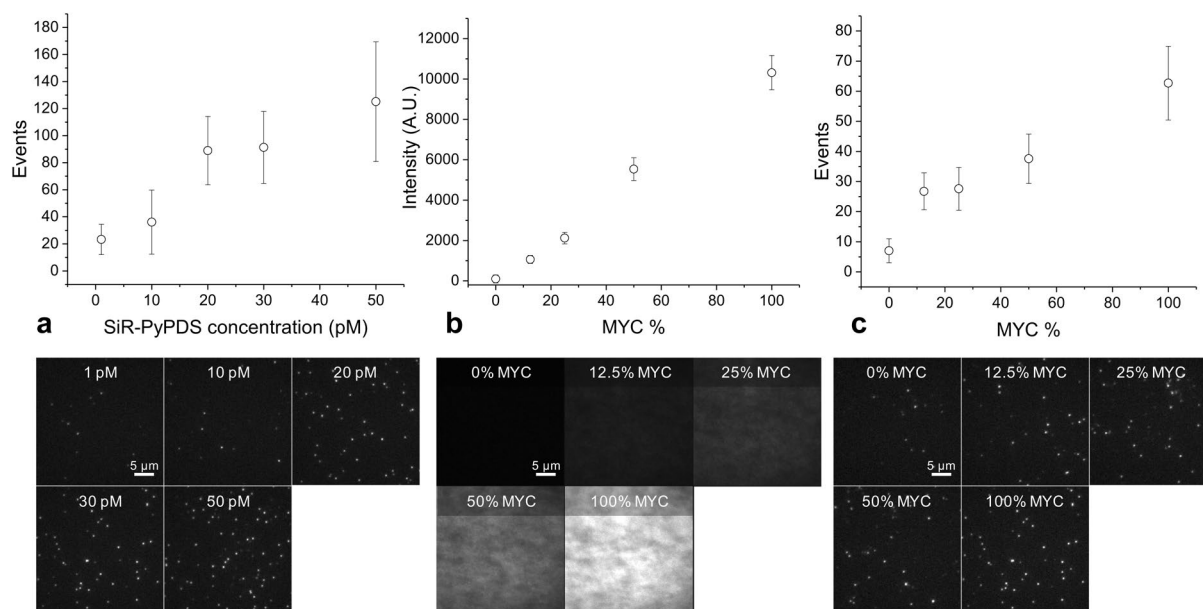 180
160
140
120
100
80
60
40
20
0
Events
0 10 20 30 40 50
SiR-PyPDS concentration (pM)
a
12000
10000
8000
6000
4000
2000
0
Intensity (A.U.)
0 20 40 60 80 100
MYC %
b
80
70
60
50
40
30
20
10
0
Events
0 20 40 60 80 100
MYC %
c
1 pM 10 pM 20 pM
5 µm
30 pM 50 pM
0% MYC 12.5% MYC 25% MYC
5 µm
50% MYC 100% MYC
0% MYC 12.5% MYC 25% MYC
5 µm
50% MYC 100% MYC